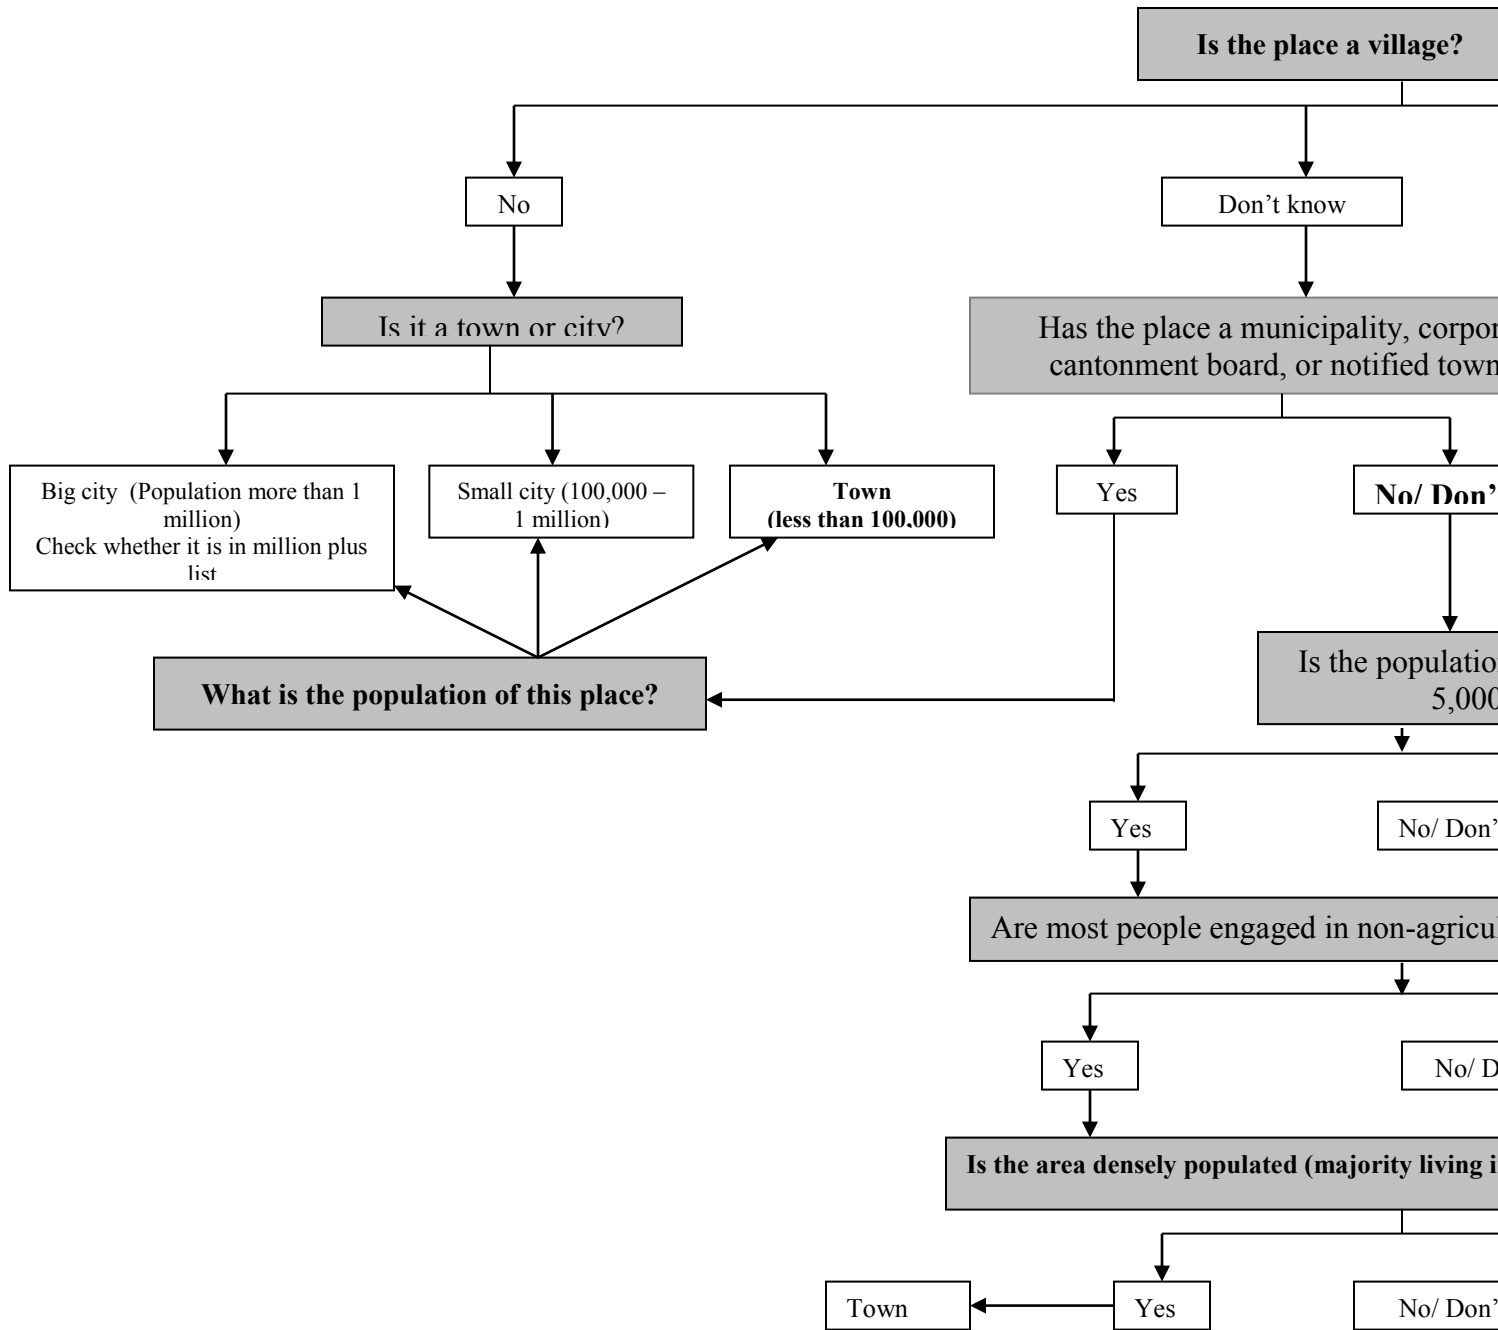 Is the place a village?
No
Don't know
Is it a town or city?
Has the place a municipality, corpor
cantonment board, or notified town
Big city (Population more than 1
million)
Check whether it is in million plus
list
Small city (100,000 –
1 million)
Town
(less than 100,000)
Yes
No/ Don'
What is the population of this place?
Is the populatio
5,000
Yes
No/ Don'
Are most people engaged in non-agricul
Yes
No/ D
Is the area densely populated (majority living i
Town
Yes
No/ Don'